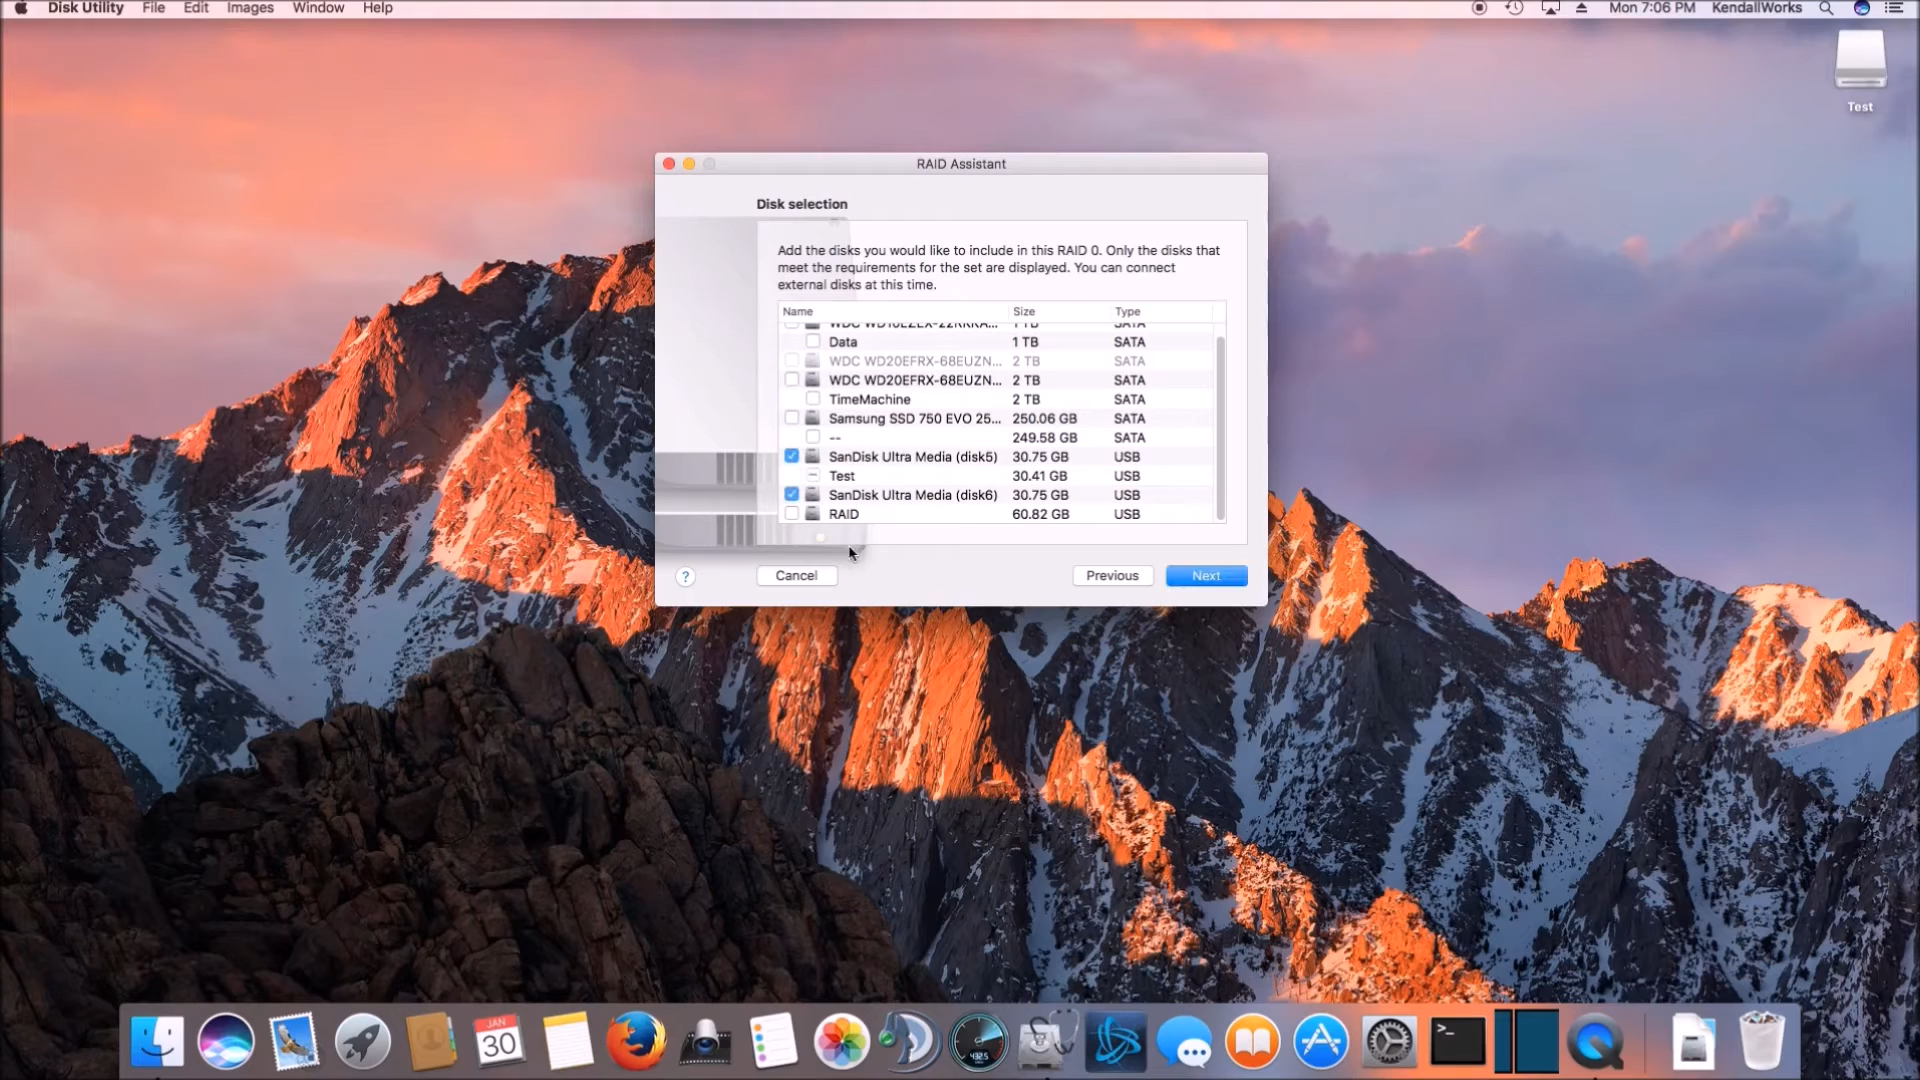 Disk Utility File Edit Images Window Help Mon 7:06 PM KendallWorks
Test
RAID Assistant
Disk selection
Add the disks you would like to include in this RAID 0. Only the disks that
meet the requirements for the set are displayed. You can connect
external disks at this time.
Name Size Type
1 TB SATA
Data 1 TB SATA
WDC WD20EFRX-68EUZN... 2 TB SATA
WDC WD20EFRX-68EUZN... 2 TB SATA
TimeMachine 2 TB SATA
Samsung SSD 750 EVO 25... 250.06 GB SATA
-- 249.58 GB SATA
SanDisk Ultra Media (disk5) 30.75 GB USB
Test 30.41 GB USB
SanDisk Ultra Media (disk6) 30.75 GB USB
RAID 60.82 GB USB
? Cancel Previous Next
JAN
30
432.5
>_